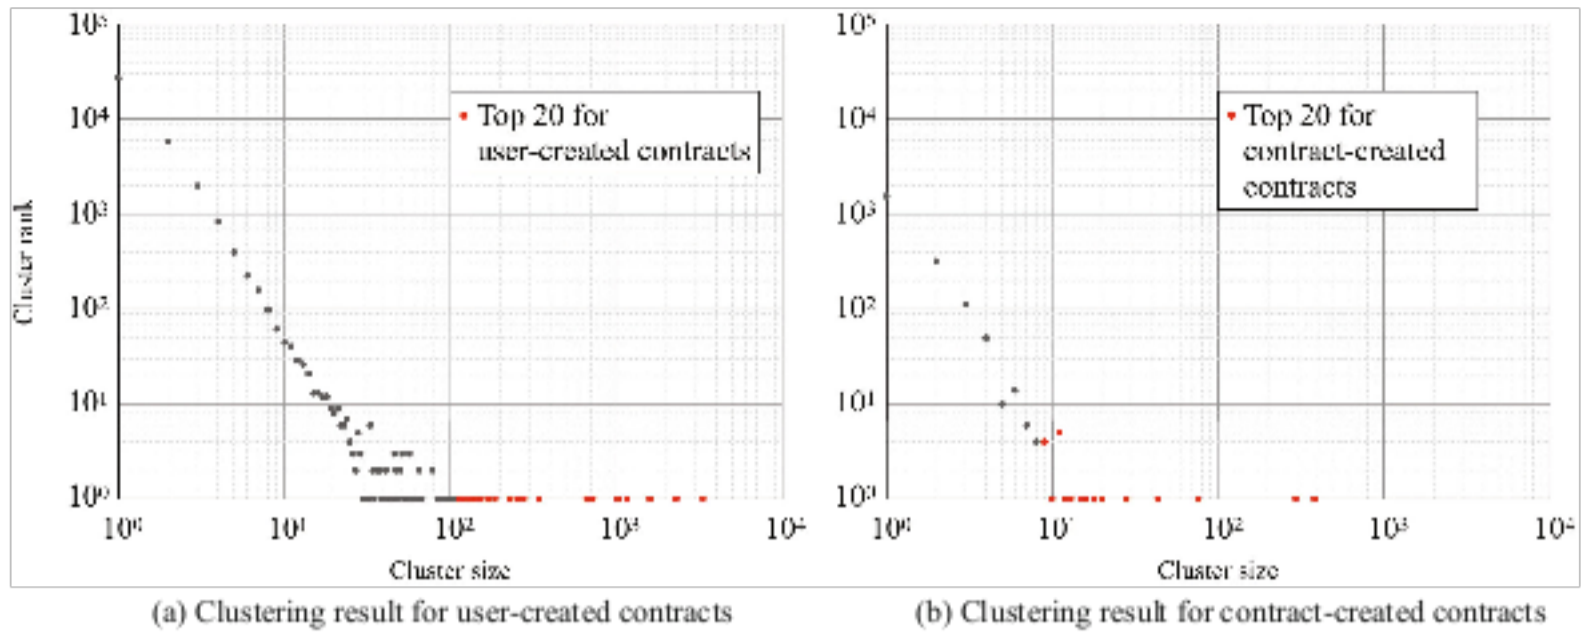 10⁵
10⁴
10³
10²
10¹
10⁰
Cluster rank
Top 20 for
user-created contracts
10⁰ 10¹ 10² 10³ 10⁴
Cluster size
(a) Clustering result for user-created contracts
10⁵
10⁴
10³
10²
10¹
10⁰
Top 20 for
contract-created
contracts
10⁰ 10¹ 10² 10³ 10⁴
Cluster size
(b) Clustering result for contract-created contracts